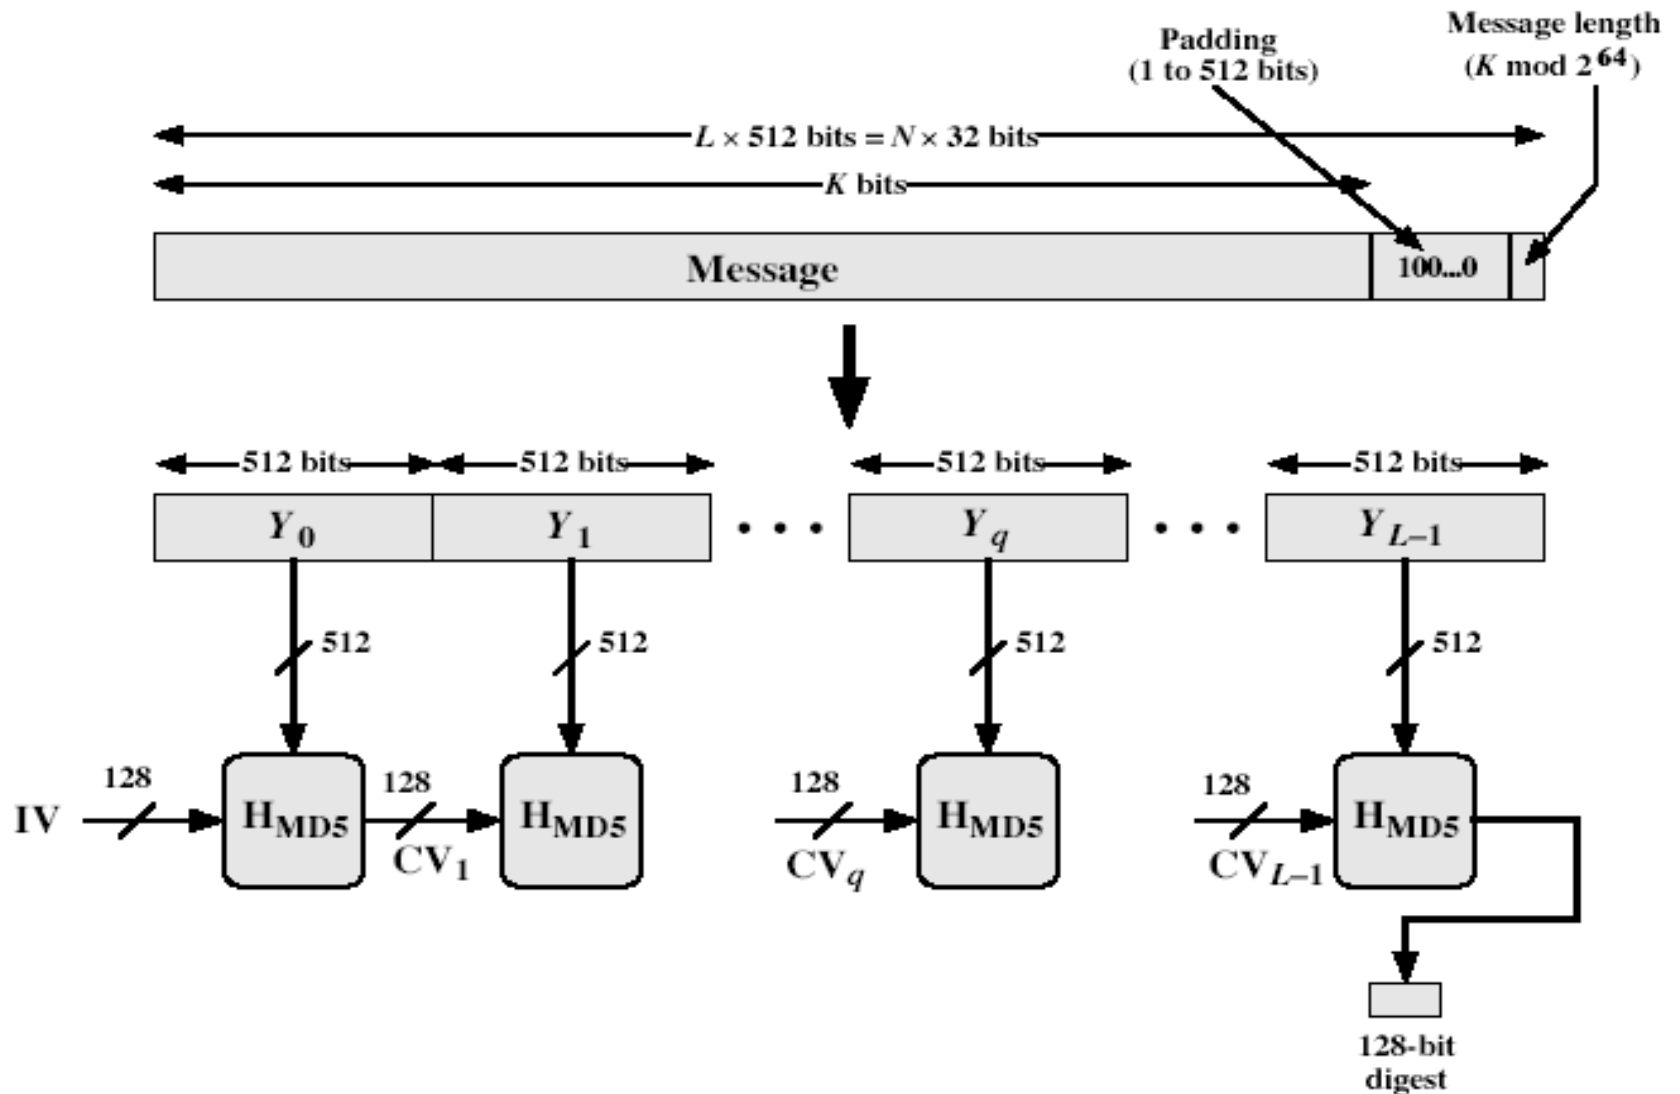 Padding
(1 to 512 bits)
Message length
(K mod 2^64)
L × 512 bits = N × 32 bits
K bits
Message
100...0
512 bits
512 bits
512 bits
512 bits
Y0
Y1
• • •
Yq
• • •
YL–1
512
512
512
512
IV
128
HMD5
128
CV1
HMD5
128
CVq
HMD5
128
CVL–1
HMD5
128-bit
digest